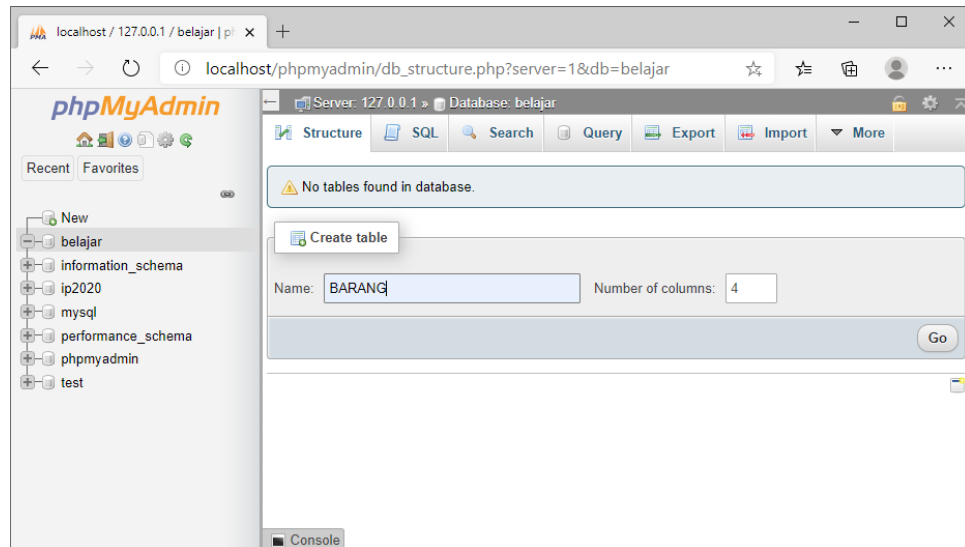 localhost / 127.0.0.1 / belajar | ph
localhost/phpmyadmin/db_structure.php?server=1&db=belajar
phpMyAdmin
Recent Favorites
New
belajar
information_schema
ip2020
mysql
performance_schema
phpmyadmin
test
Server: 127.0.0.1 » Database: belajar
Structure SQL Search Query Export Import More
No tables found in database.
Create table
Name: BARANG Number of columns: 4
Go
Console